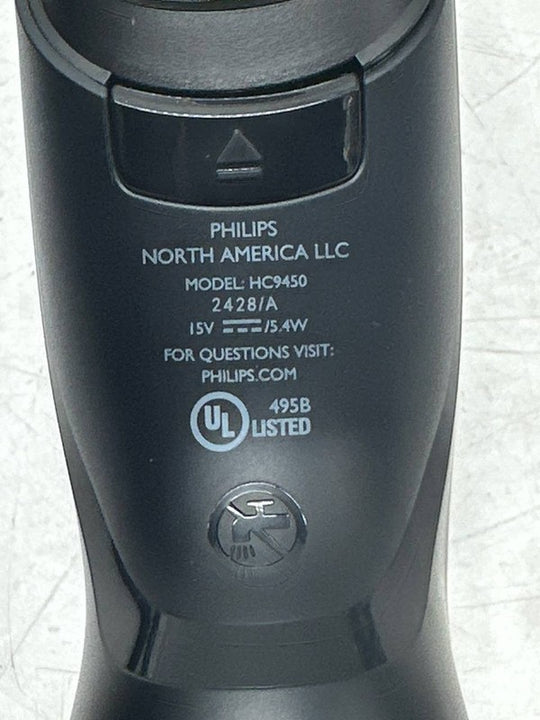 PHILIPS
NORTH AMERICA LLC
MODEL: HC9450
2428/A
15V ⎓/5.4W
FOR QUESTIONS VISIT:
PHILIPS.COM
UL 495B
LISTED